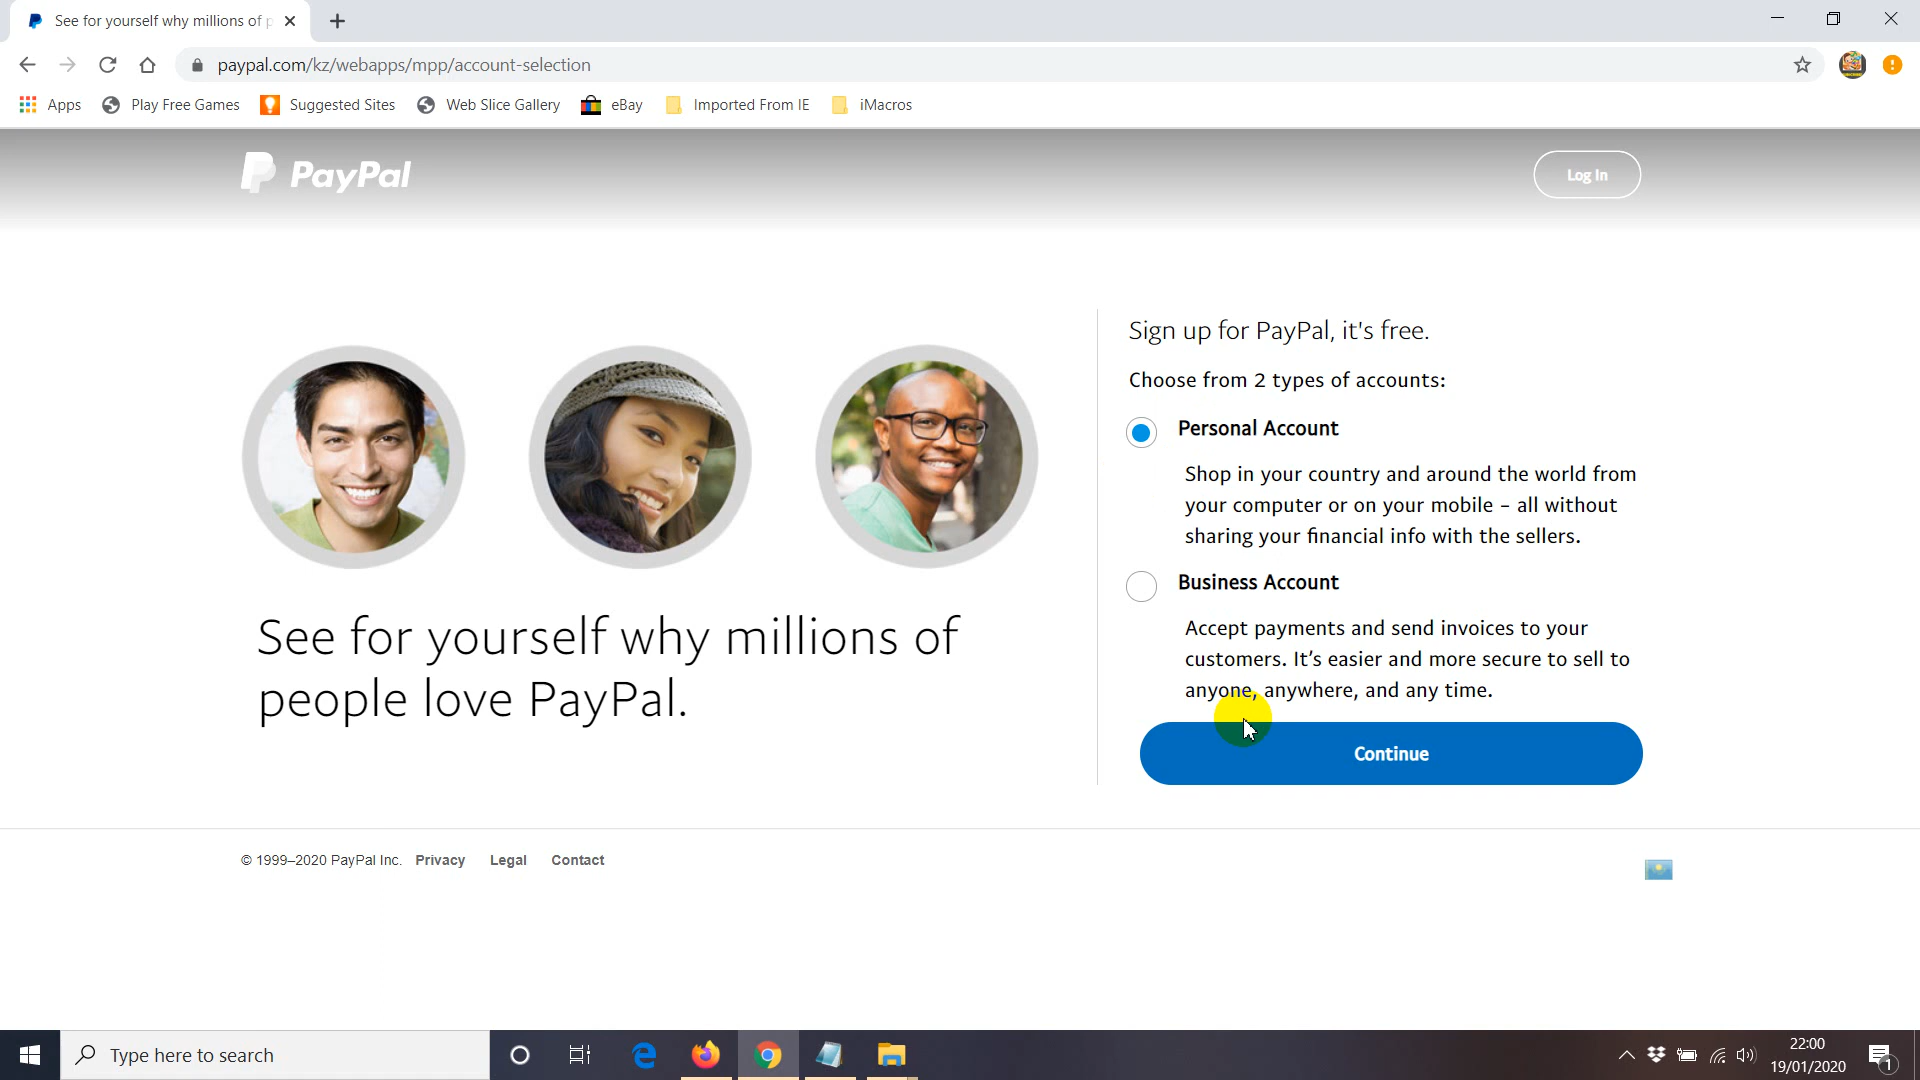 See for yourself why millions of p
paypal.com/kz/webapps/mpp/account-selection
Apps
Play Free Games
Suggested Sites
Web Slice Gallery
eBay
Imported From IE
iMacros
PayPal
Log In
Sign up for PayPal, it's free.
Choose from 2 types of accounts:
Personal Account
Shop in your country and around the world from
your computer or on your mobile – all without
sharing your financial info with the sellers.
Business Account
Accept payments and send invoices to your
customers. It’s easier and more secure to sell to
anyone, anywhere, and any time.
Continue
See for yourself why millions of
people love PayPal.
© 1999–2020 PayPal Inc.
Privacy
Legal
Contact
Type here to search
22:00
19/01/2020
1